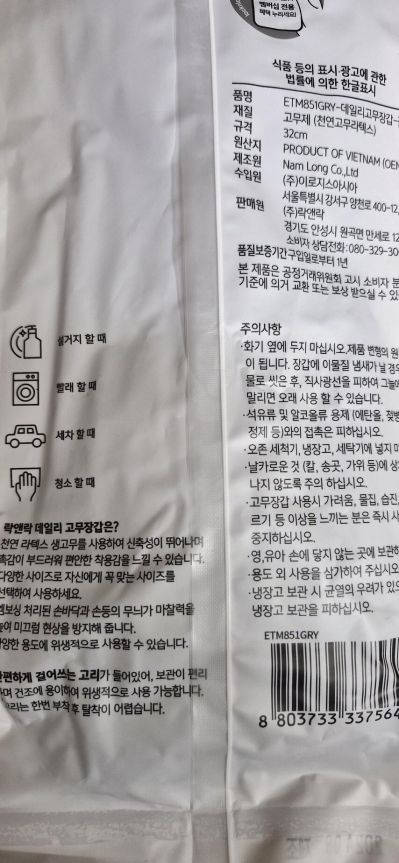 멤버십 전용
혜택 누리세요!
식품 등의 표시·광고에 관한
법률에 의한 한글표시
품명 ETM851GRY-데일리고무장갑-
재질 고무제 (천연고무라텍스)
규격 32cm
원산지 PRODUCT OF VIETNAM (OEM
제조원 Nam Long Co.,Ltd
수입원 (주)이로지스아시아
서울특별시 강서구 양천로 400-12,
판매원 (주)락앤락
경기도 안성시 원곡면 만세로 12
소비자 상담전화:080-329-30
품질보증기간 구입일로부터 1년
본 제품은 공정거래위원회 고시 소비자 분
기준에 의거 교환 또는 보상 받으실 수 있
주의사항
·화기 옆에 두지 마십시오.제품 변형의 원
이 됩니다. 장갑에 이물질 냄새가 날 경우
물로 씻은 후, 직사광선을 피하여 그늘에
말리면 오래 사용 할 수 있습니다.
·석유류 및 알코올류 용제 (에탄올, 젖병
정제 등)와의 접촉은 피하십시오.
·오존 세척기, 냉장고, 세탁기에 넣지 마
·날카로운 것 (칼, 송곳, 가위 등)에 상
나지 않도록 주의 하십시오.
·고무장갑 사용시 가려움, 물집, 습진,
르기 등 이상을 느끼는 분은 즉시 사
중지하십시오.
·영,유아 손에 닿지 않는 곳에 보관하
·용도 외 사용을 삼가하여 주십시오
·냉장고 보관 시 균열의 우려가 있으
냉장고 보관을 피하십시오.
ETM851GRY
8 803733 337564
설거지 할 때
빨래 할 때
세차 할 때
청소 할 때
락앤락 데일리 고무장갑은?
천연 라텍스 생고무를 사용하여 신축성이 뛰어나며
촉감이 부드러워 편안한 착용감을 느낄 수 있습니다.
다양한 사이즈로 자신에게 꼭 맞는 사이즈를
선택하여 사용하세요.
엠보싱 처리된 손바닥과 손등의 무늬가 마찰력을
높여 미끄럼 현상을 방지해 줍니다.
다양한 용도에 위생적으로 사용할 수 있습니다.
간편하게 걸어쓰는 고리가 들어있어, 보관이 편리
하며 건조에 용이하여 위생적으로 사용 가능합니다.
고리는 한번 부착 후 탈착이 어렵습니다.